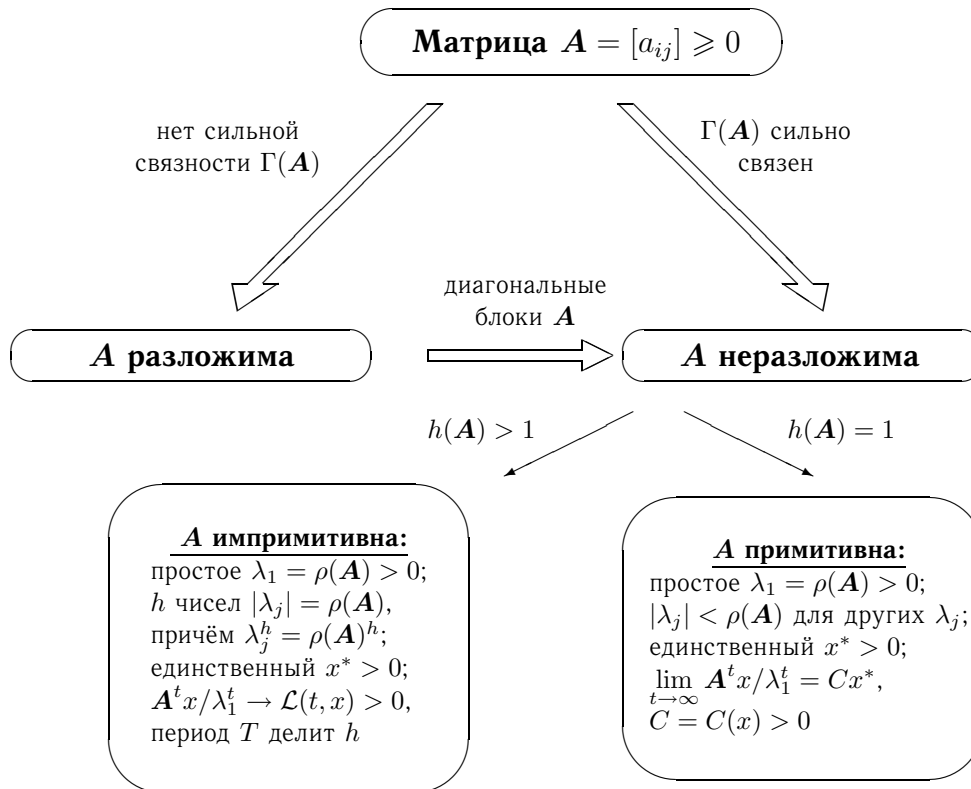 Матрица A = [a_{ij}] ⩾ 0
нет сильной
связности Γ(A)
Γ(A) сильно
связен
диагональные
блоки A
A разложима
A неразложима
h(A) > 1
h(A) = 1
A импримитивна:
простое λ_1 = ρ(A) > 0;
h чисел |λ_j| = ρ(A),
причём λ_j^h = ρ(A)^h;
единственный x* > 0;
A^t x/λ_1^t → ℒ(t, x) > 0,
период T делит h
A примитивна:
простое λ_1 = ρ(A) > 0;
|λ_j| < ρ(A) для других λ_j;
единственный x* > 0;
lim_{t→∞} A^t x/λ_1^t = Cx*,
C = C(x) > 0